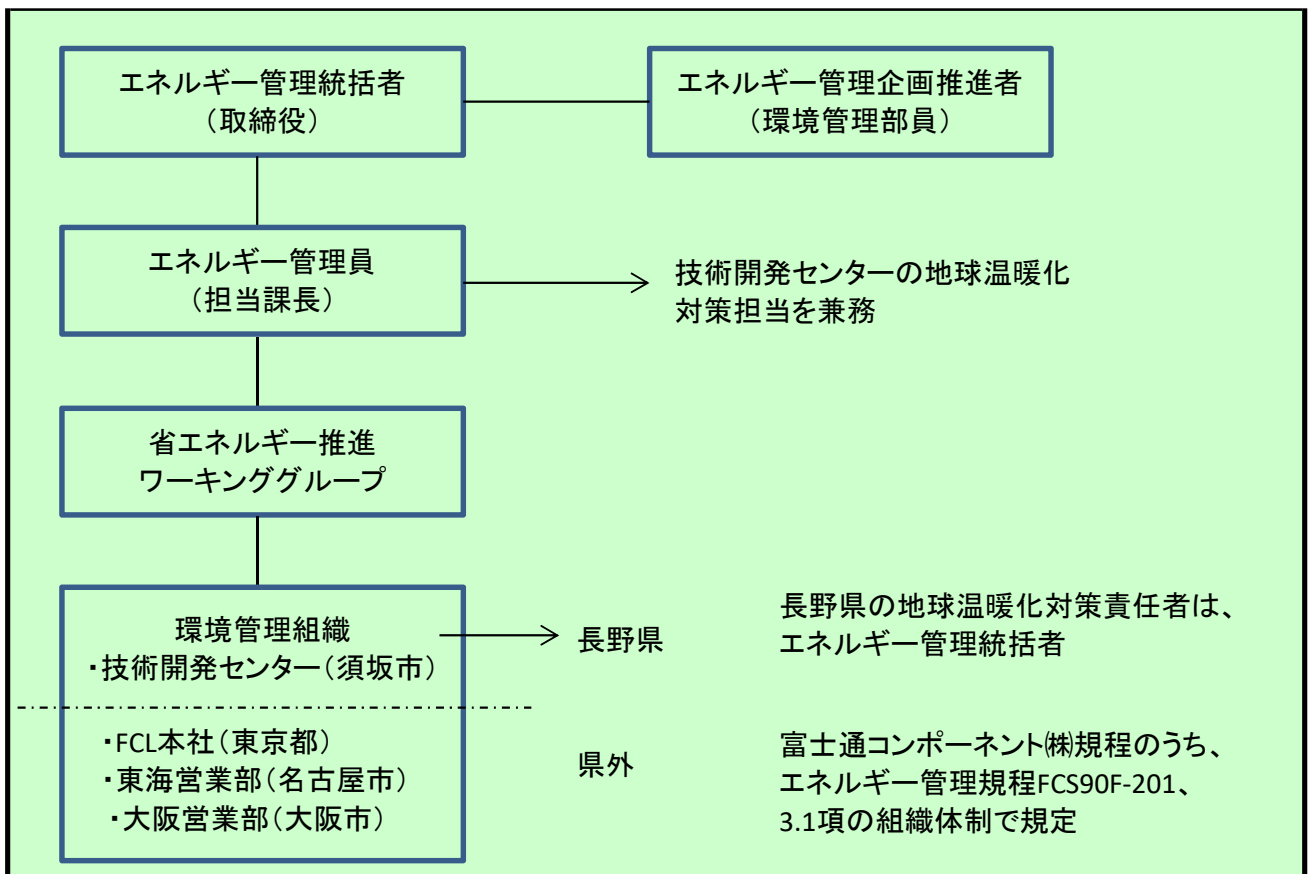 エネルギー管理統括者
（取締役）
エネルギー管理企画推進者
（環境管理部員）
エネルギー管理員
（担当課長）
技術開発センターの地球温暖化
対策担当を兼務
省エネルギー推進
ワーキンググループ
環境管理組織
・技術開発センター（須坂市）
長野県
長野県の地球温暖化対策責任者は、
エネルギー管理統括者
・FCL本社（東京都）
・東海営業部（名古屋市）
・大阪営業部（大阪市）
県外
富士通コンポーネント㈱規程のうち、
エネルギー管理規程FCS90F-201、
3.1項の組織体制で規定